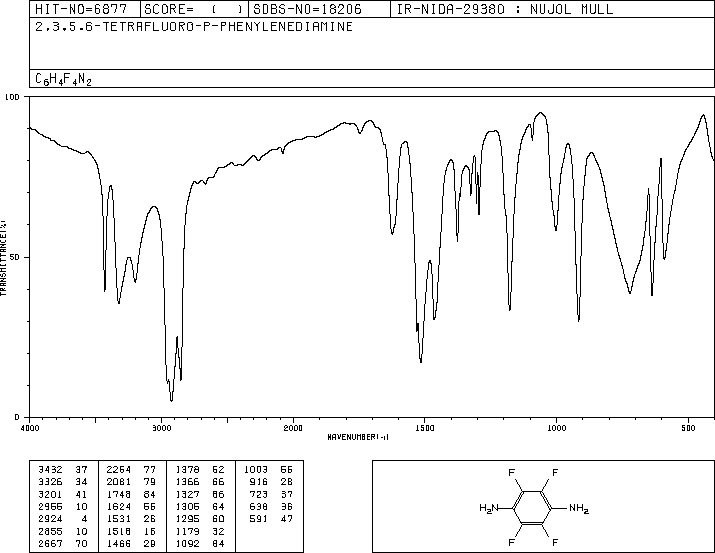 HIT-NO=6877 SCORE= ( ) SDBS-NO=18206 IR-NIDA-29380 : NUJOL MULL
2,3,5,6-TETRAFLUORO-P-PHENYLENEDIAMINE
C6H4F4N2
100
50
0
TRANSMITTANCE(%)
4000 3000 2000 1500 1000 500
WAVENUMBER(-1)
3432 37 2264 77 1378 52 1003 56
3326 34 2081 79 1366 66 916 28
3201 41 1748 84 1327 66 723 37
2955 10 1624 55 1305 64 638 36
2924 4 1531 26 1295 60 591 47
2855 10 1518 16 1179 32
2667 70 1466 29 1092 84
F F
H2N NH2
F F